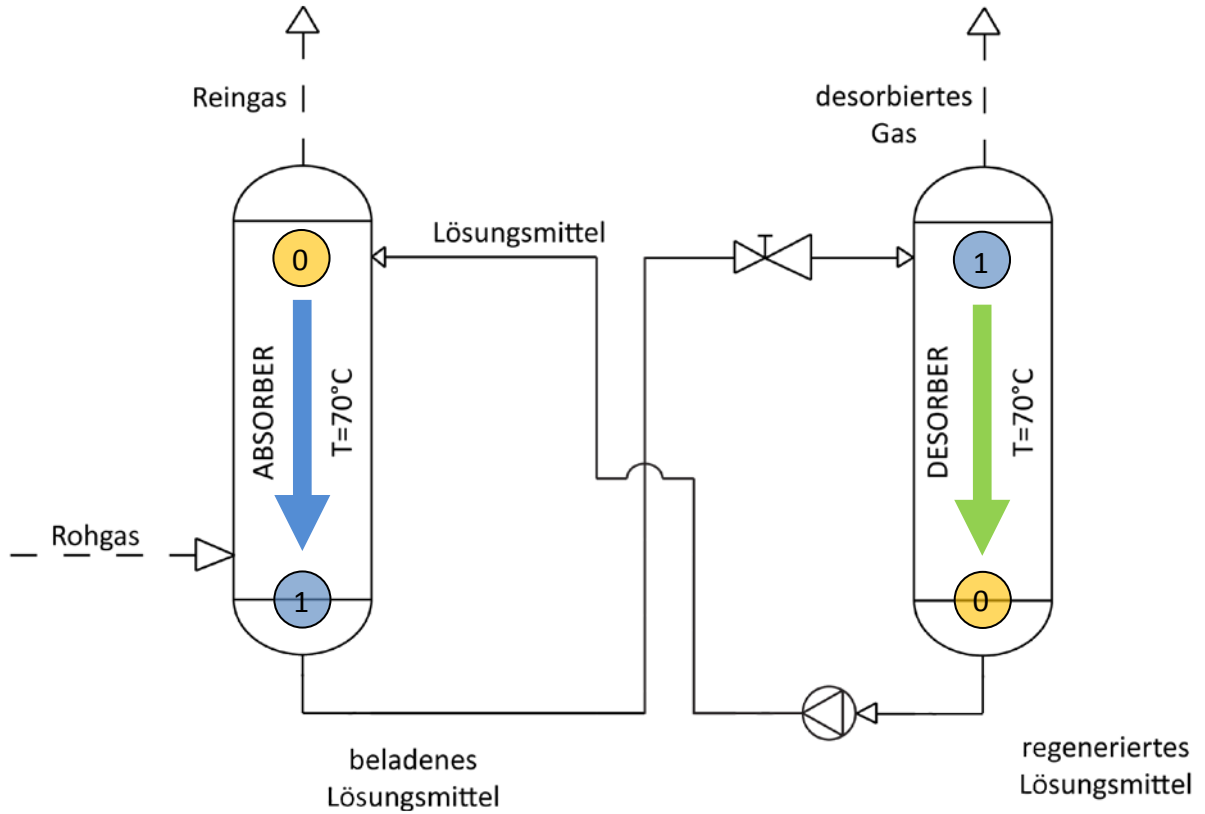 Reingas
desorbiertes
Gas
0
Lösungsmittel
1
ABSORBER
T=70°C
DESORBER
T=70°C
Rohgas
1
0
beladenes
Lösungsmittel
regeneriertes
Lösungsmittel